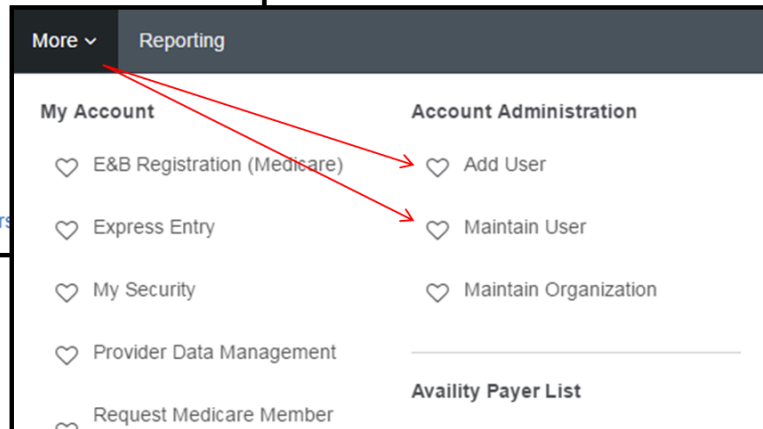 More
Reporting
My Account
E&B Registration (Medicare)
Express Entry
My Security
Provider Data Management
Request Medicare Member
Account Administration
Add User
Maintain User
Maintain Organization
Availity Payer List